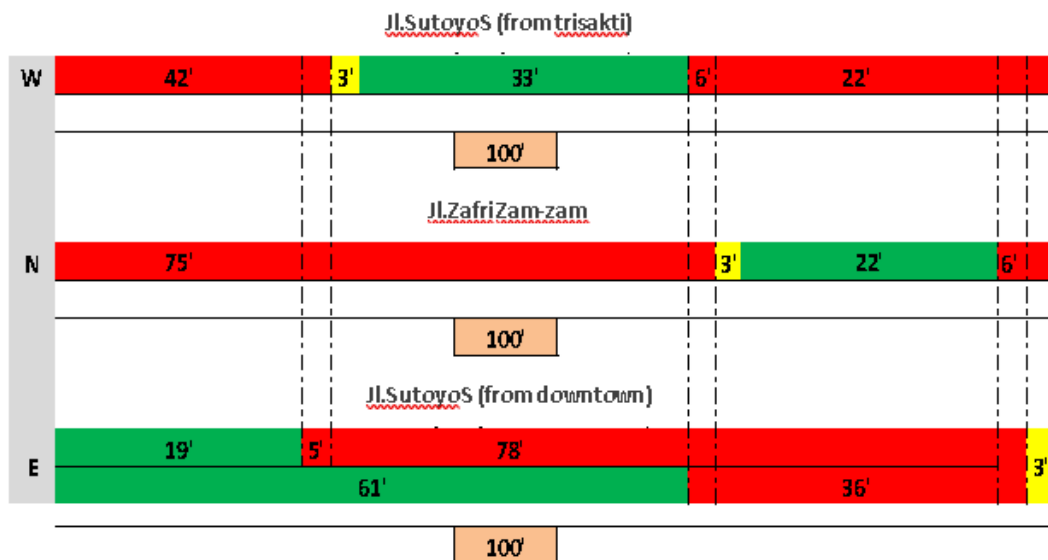 Jl.SutoyoS (from trisakti)
W 42' 3' 33' 6' 22'
100'
Jl.ZafriZam-zam
N 75' 3' 22' 6'
100'
Jl.SutoyoS (from downtown)
19' 5' 78' 3'
E
61' 36'
100'